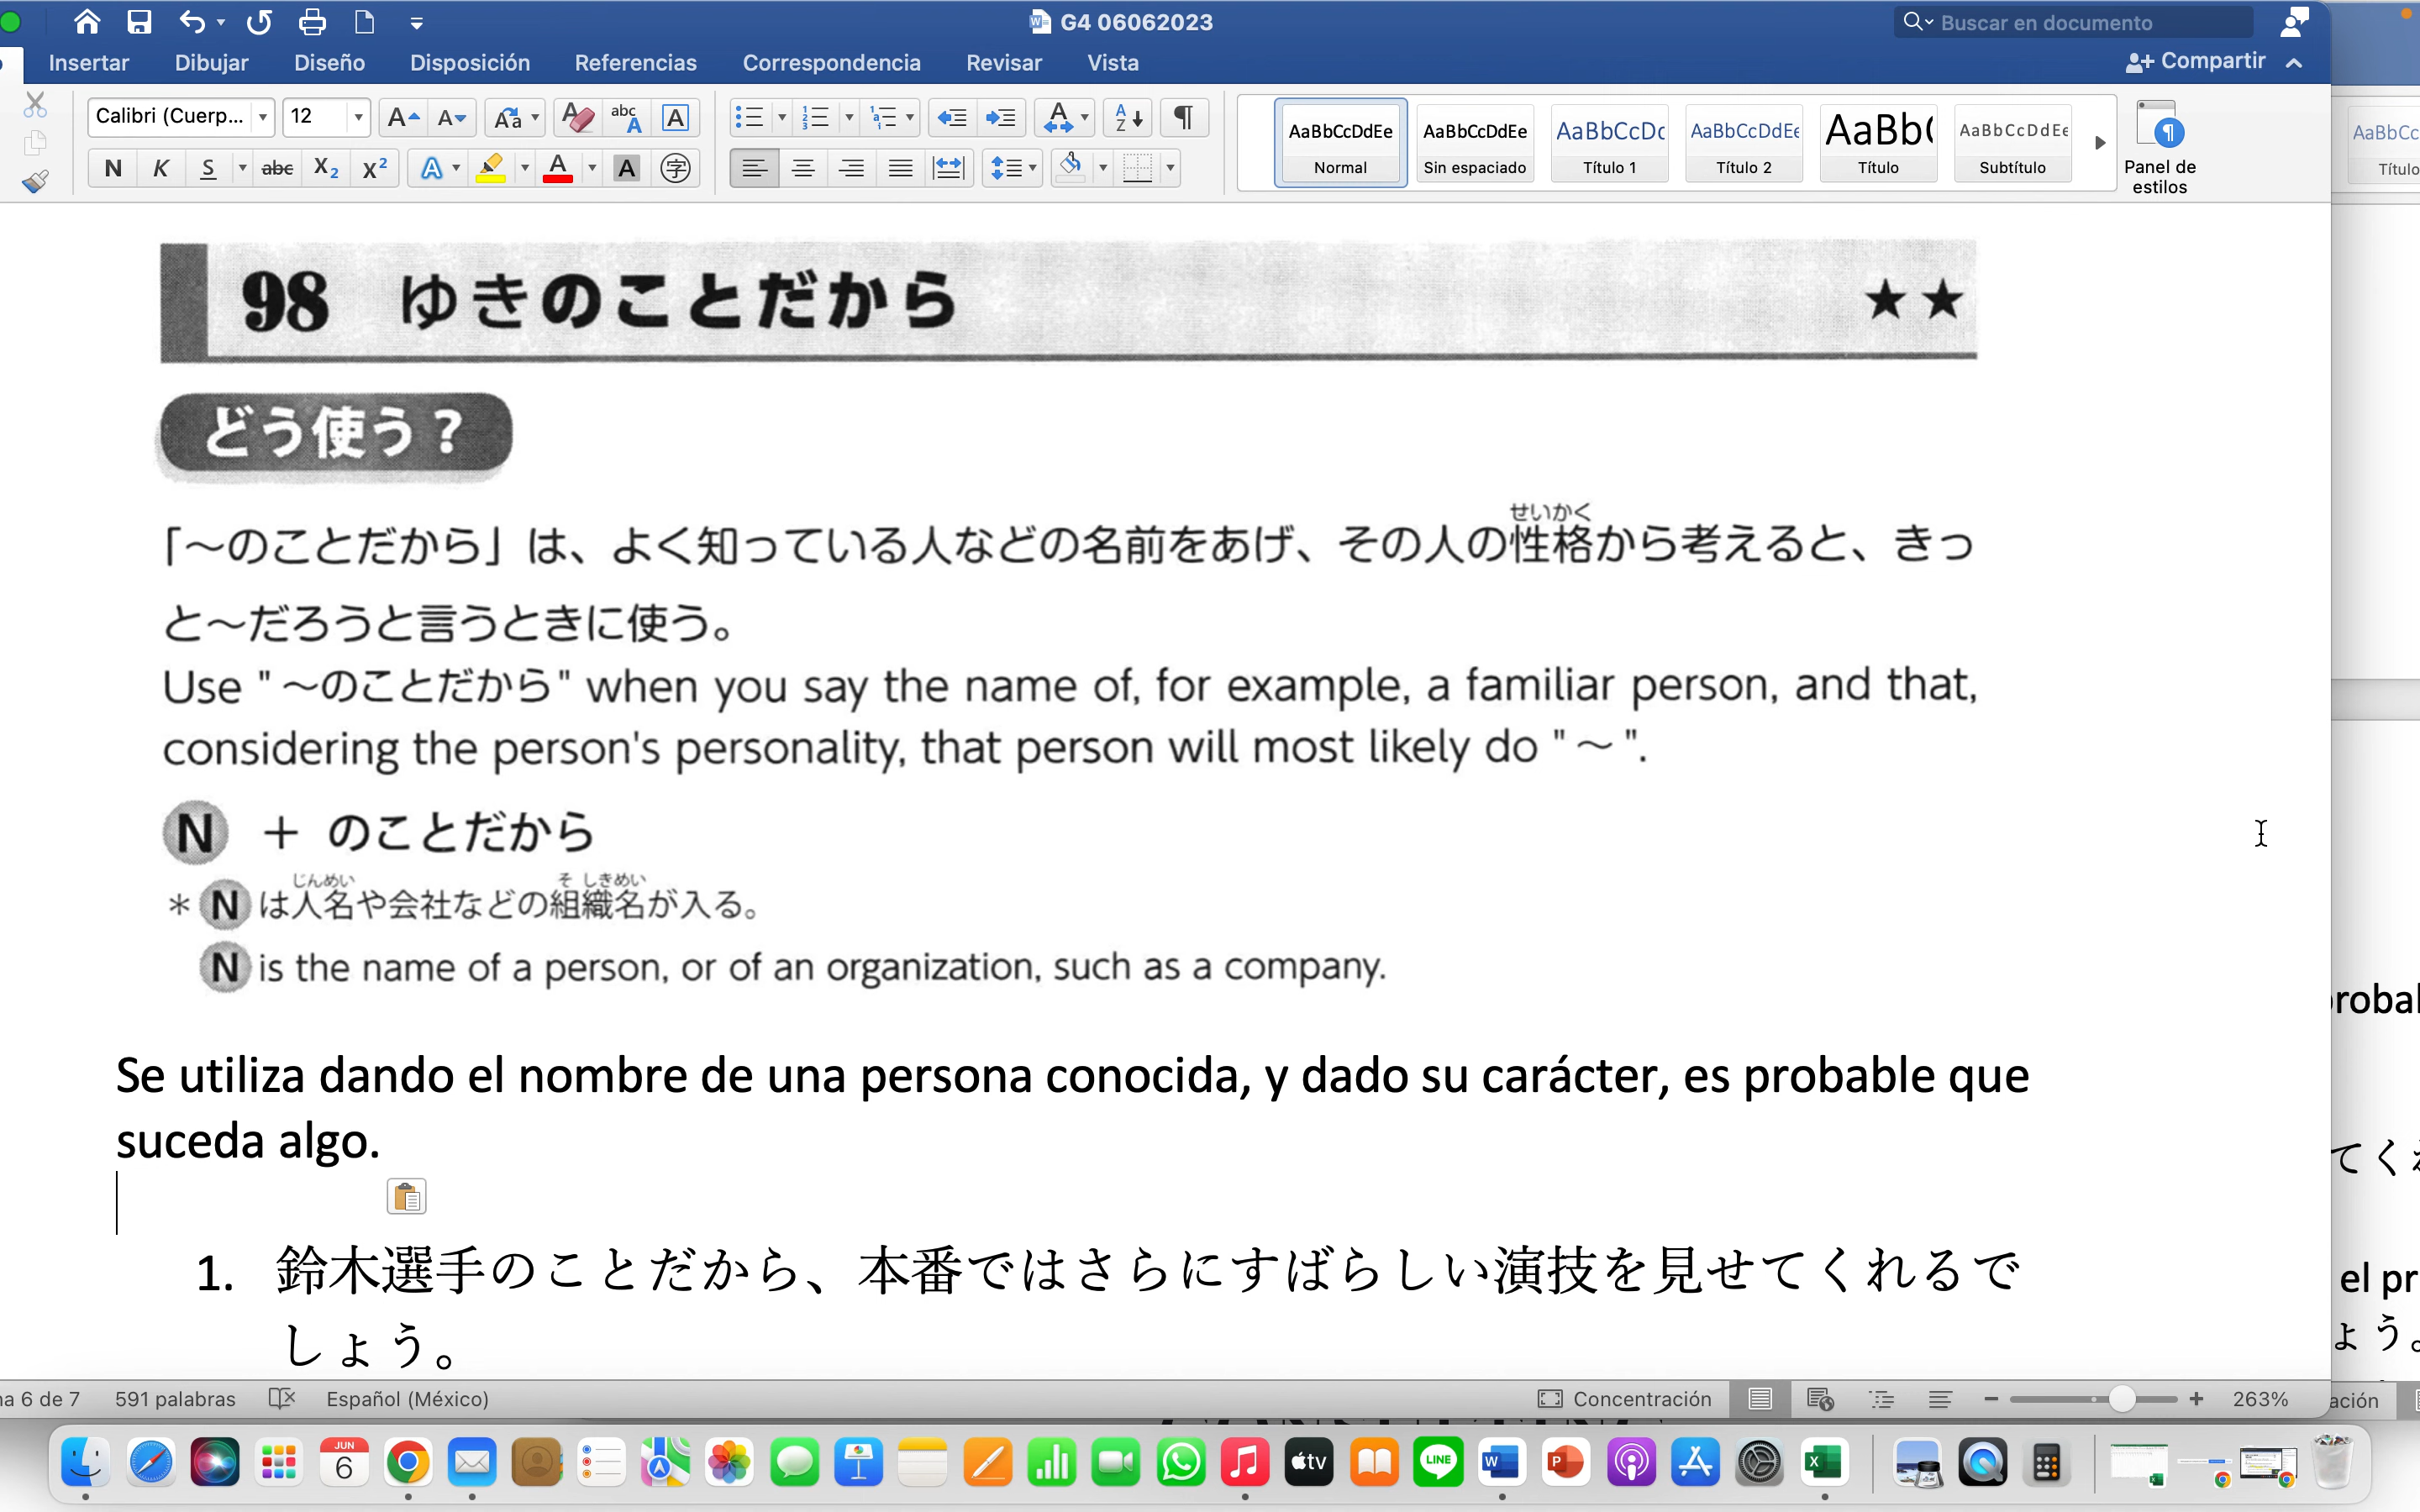 G4 06062023
Buscar en documento
Insertar Dibujar Diseño Disposición Referencias Correspondencia Revisar Vista
Compartir
Calibri (Cuerp... 12
AaBbCcDdEe AaBbCcDdEe AaBbCcDc AaBbCcDdEe AaBb( AaBbCcDdEe AaBbCc
Normal Sin espaciado Título 1 Título 2 Título Subtítulo Título
Panel de
estilos
98 ゆきのことだから ★★
どう使う?
せいかく
「〜のことだから」は、よく知っている人などの名前をあげ、その人の性格から考えると、きっ
と〜だろうと言うときに使う。
Use "〜のことだから" when you say the name of, for example, a familiar person, and that,
considering the person's personality, that person will most likely do "〜".
N + のことだから
じんめい そしきめい
*Nは人名や会社などの組織名が入る。
N is the name of a person, or of an organization, such as a company.
Se utiliza dando el nombre de una persona conocida, y dado su carácter, es probable que
suceda algo.
1. 鈴木選手のことだから、本番ではさらにすばらしい演技を見せてくれるで
しょう。
el pr
ょう。
na 6 de 7 591 palabras Español (México) Concentración 263%
JUN
6
tv
LINE